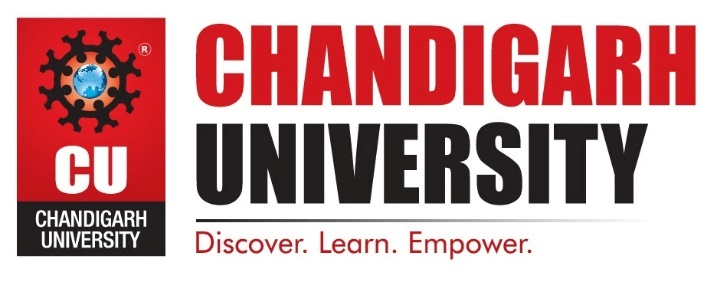 ®
CU
CHANDIGARH
UNIVERSITY
CHANDIGARH
UNIVERSITY
Discover. Learn. Empower.